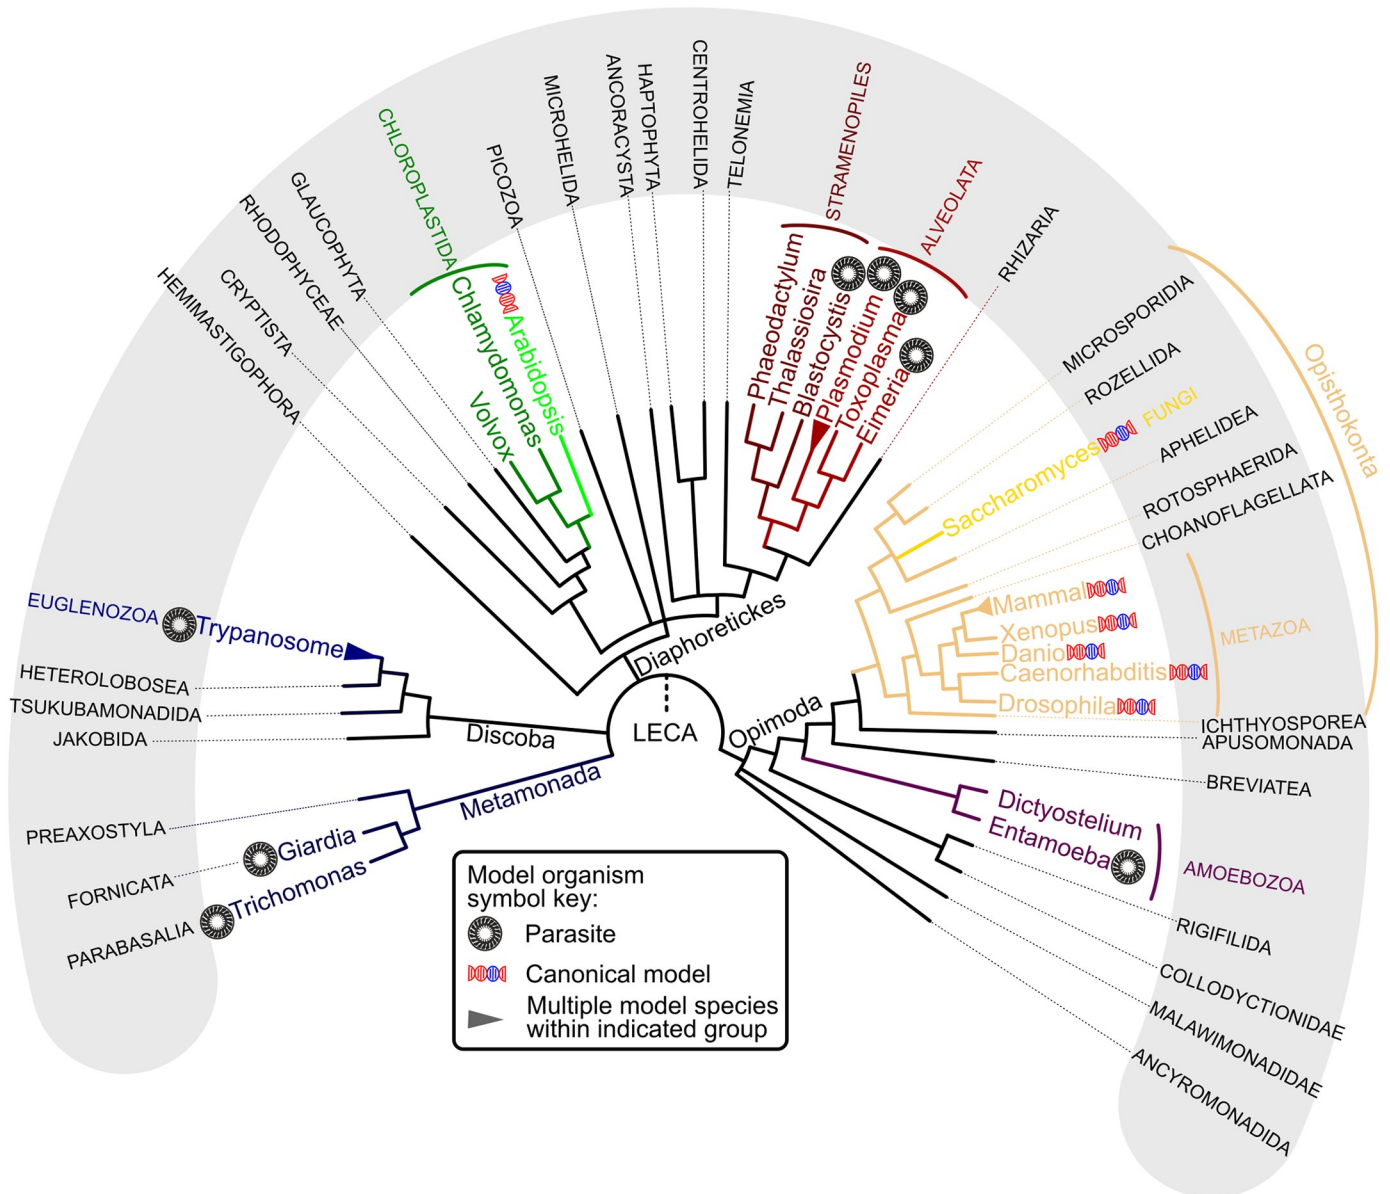 HEMIMASTIGOPHORA
CRYPTISTA
RHODOPHYCEAE
GLAUCOPHYTA
CHLOROPLASTIDA
Volvox
Chlamydomonas
Arabidopsis
PICOZOA
MICROHELIDA
ANCORACYSTA
HAPTOPHYTA
CENTROHELIDA
TELONEMIA
STRAMENOPILES
Phaeodactylum
Thalassiosira
Blastocystis
ALVEOLATA
Plasmodium
Toxoplasma
Eimeria
RHIZARIA
Diaphoretickes
Opisthokonta
MICROSPORIDIA
ROZELLIDA
Saccharomyces
FUNGI
APHELIDEA
ROTOSPHAERIDA
CHOANOFLAGELLATA
Mammal
Xenopus
Danio
Caenorhabditis
Drosophila
METAZOA
ICHTHYOSPOREA
APUSOMONADA
BREVIATEA
Opimoda
Dictyostelium
Entamoeba
AMOEBOZOA
RIGIFILIDA
COLLODYCTIONIDAE
MALAWIMONADIDAE
ANCYROMONADIDA
LECA
EUGLENOZOA
Trypanosome
HETEROLOBOSEA
TSUKUBAMONADIDA
JAKOBIDA
Discoba
Metamonada
PREAXOSTYLA
Giardia
FORNICATA
Trichomonas
PARABASALIA
Model organism
symbol key:
Parasite
Canonical model
Multiple model species
within indicated group